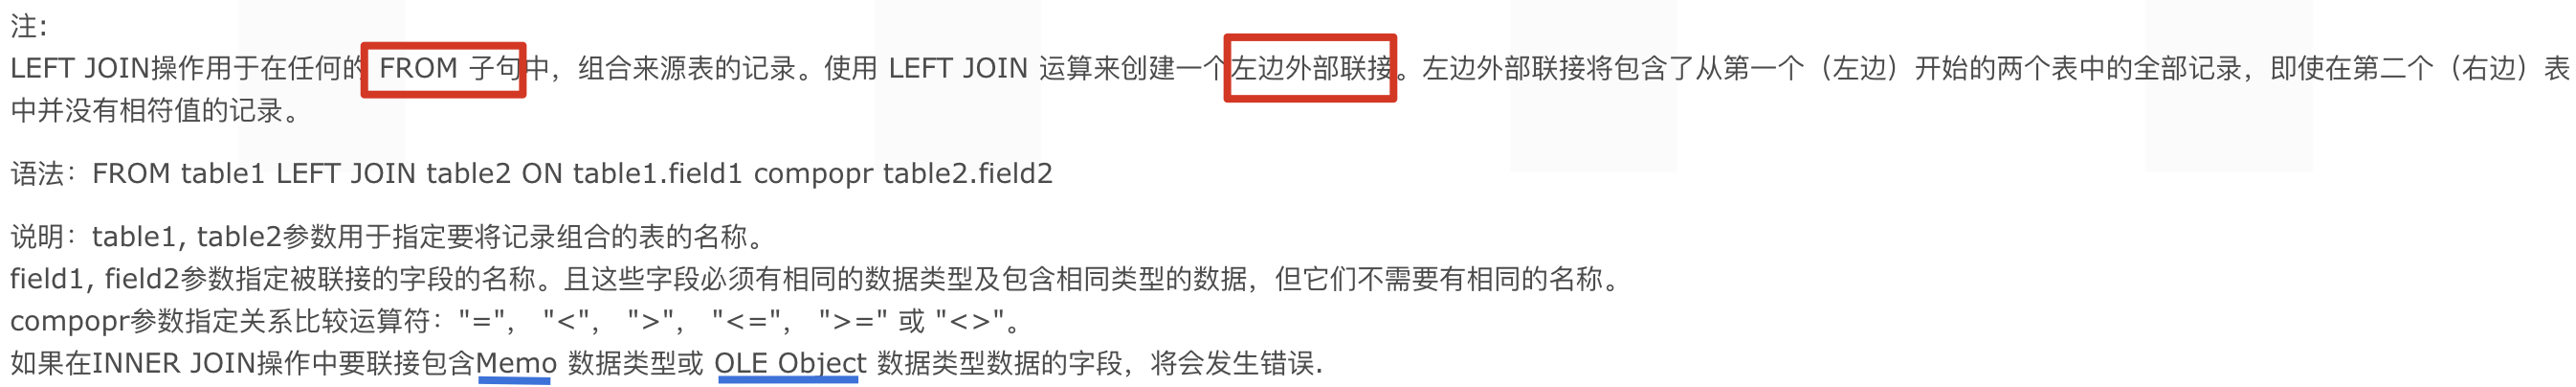 注:
LEFT JOIN操作用于在任何的 FROM 子句中，组合来源表的记录。使用 LEFT JOIN 运算来创建一个左边外部联接。左边外部联接将包含了从第一个（左边）开始的两个表中的全部记录，即使在第二个（右边）表
中并没有相符值的记录。
语法：FROM table1 LEFT JOIN table2 ON table1.field1 compopr table2.field2
说明：table1, table2参数用于指定要将记录组合的表的名称。
field1, field2参数指定被联接的字段的名称。且这些字段必须有相同的数据类型及包含相同类型的数据，但它们不需要有相同的名称。
compopr参数指定关系比较运算符："=", "<", ">", "<=", ">=" 或 "<>"。
如果在INNER JOIN操作中要联接包含Memo 数据类型或 OLE Object 数据类型数据的字段，将会发生错误.